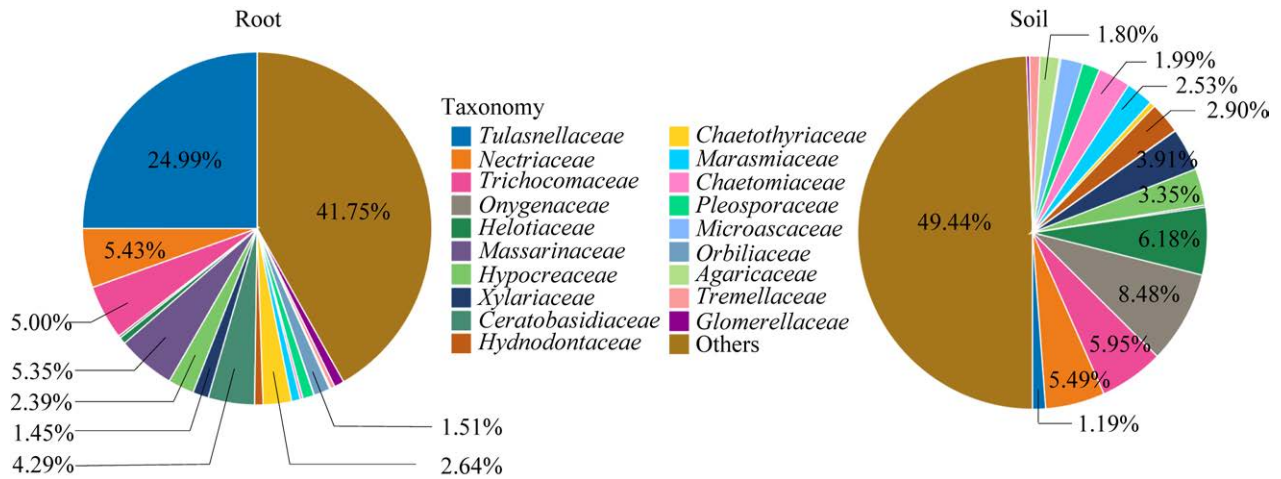 Root
24.99%
41.75%
5.43%
5.00%
5.35%
2.39%
1.45%
4.29%
1.51%
2.64%
Taxonomy
Tulasnellaceae
Nectriaceae
Trichocomaceae
Onygenaceae
Helotiaceae
Massarinaceae
Hypocreaceae
Xylariaceae
Ceratobasidiaceae
Hydnodontaceae
Chaetothyriaceae
Marasmiaceae
Chaetomiaceae
Pleosporaceae
Microascaceae
Orbiliaceae
Agaricaceae
Tremellaceae
Glomerellaceae
Others
Soil
1.80%
1.99%
2.53%
2.90%
3.91%
3.35%
49.44%
6.18%
8.48%
5.95%
5.49%
1.19%